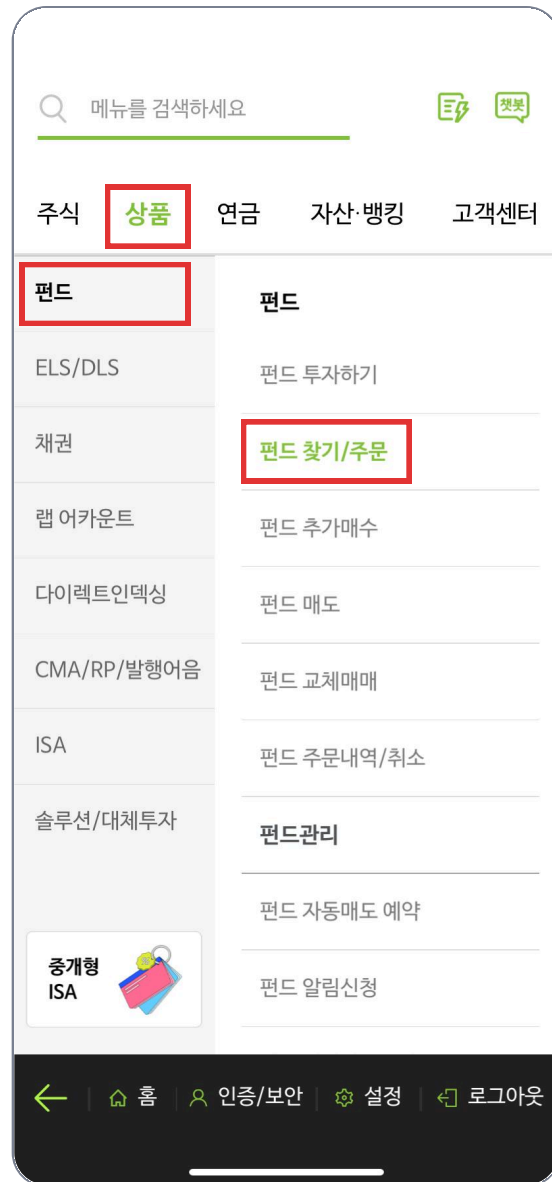 메뉴를 검색하세요
챗봇
주식 상품 연금 자산·뱅킹 고객센터
펀드
ELS/DLS
채권
랩 어카운트
다이렉트인덱싱
CMA/RP/발행어음
ISA
솔루션/대체투자
중개형
ISA
펀드
펀드 투자하기
펀드 찾기/주문
펀드 추가매수
펀드 매도
펀드 교체매매
펀드 주문내역/취소
펀드관리
펀드 자동매도 예약
펀드 알림신청
홈 인증/보안 설정 로그아웃